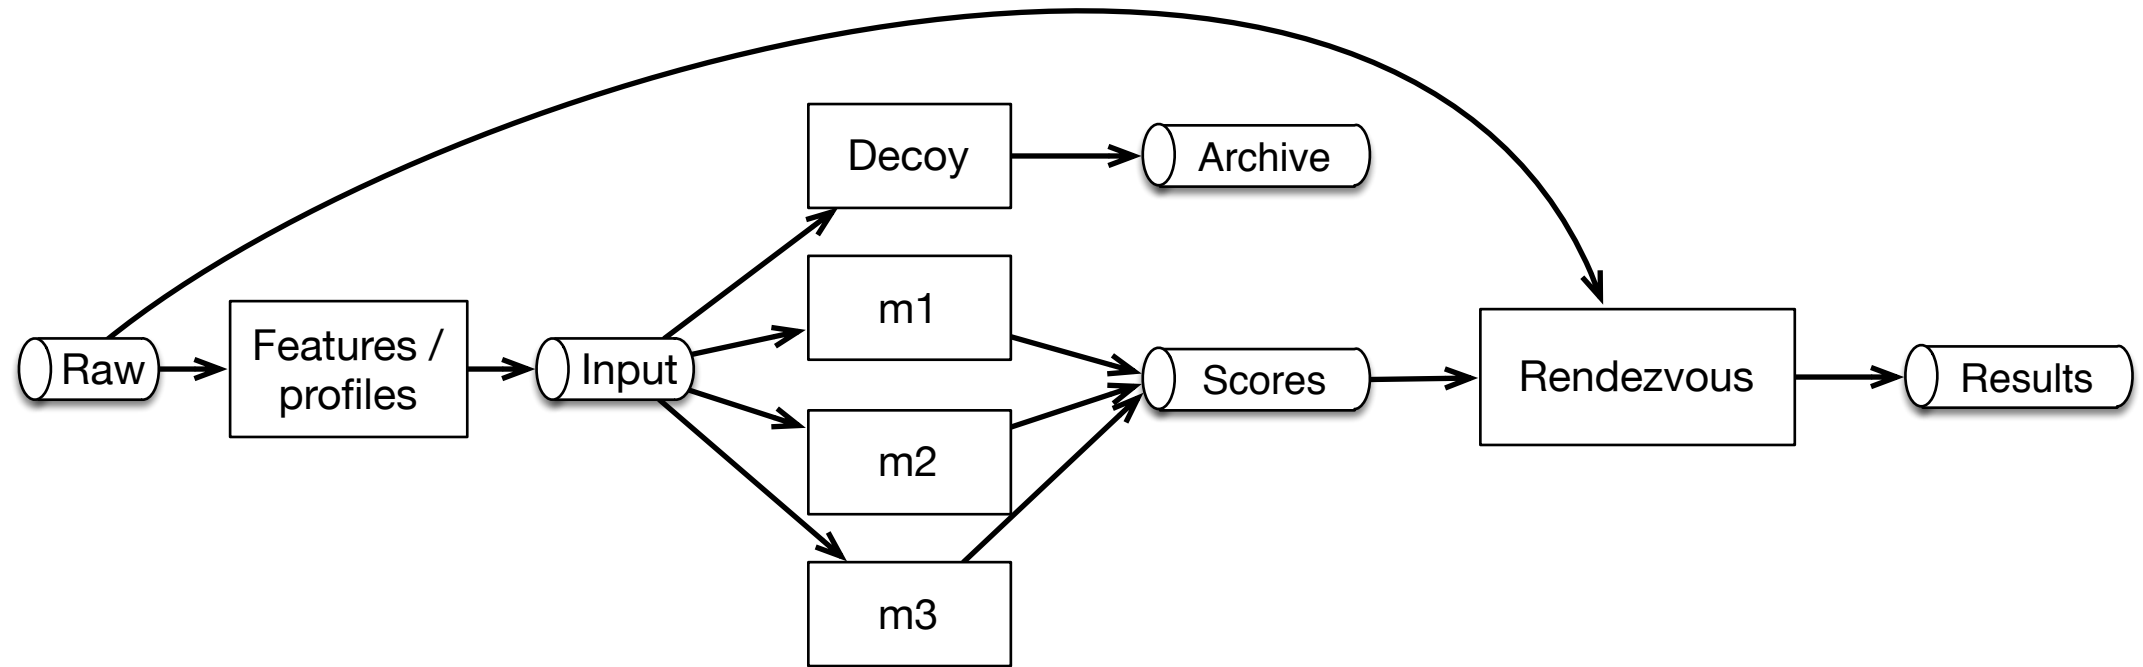 Decoy
Archive
m1
Raw
Features /
profiles
Input
m2
Scores
Rendezvous
Results
m3